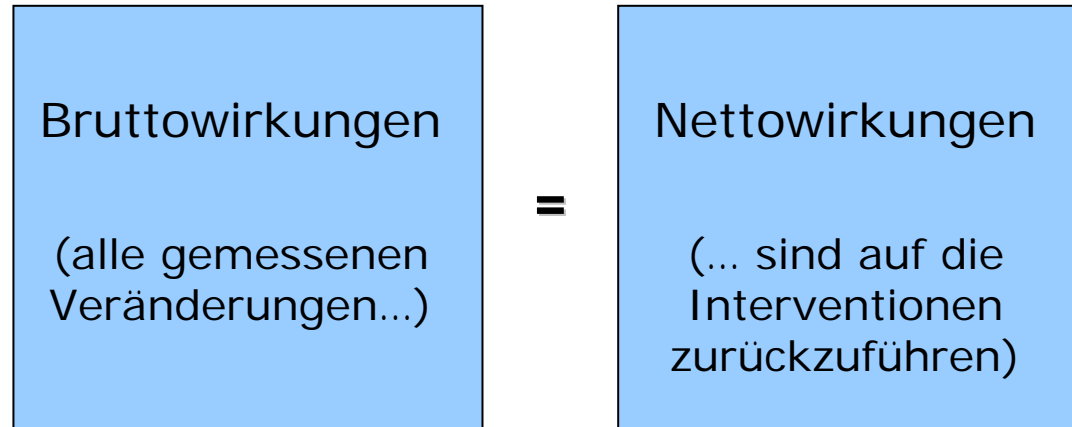 Bruttowirkungen
(alle gemessenen
Veränderungen...)
=
Nettowirkungen
(... sind auf die
Interventionen
zurückzuführen)